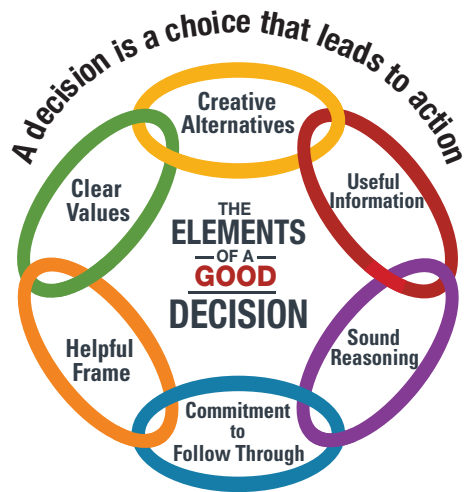 A decision is a choice that leads to action
Creative
Alternatives
Useful
Information
Clear
Values
THE
ELEMENTS
OF A
GOOD
DECISION
Sound
Reasoning
Helpful
Frame
Commitment
to
Follow Through